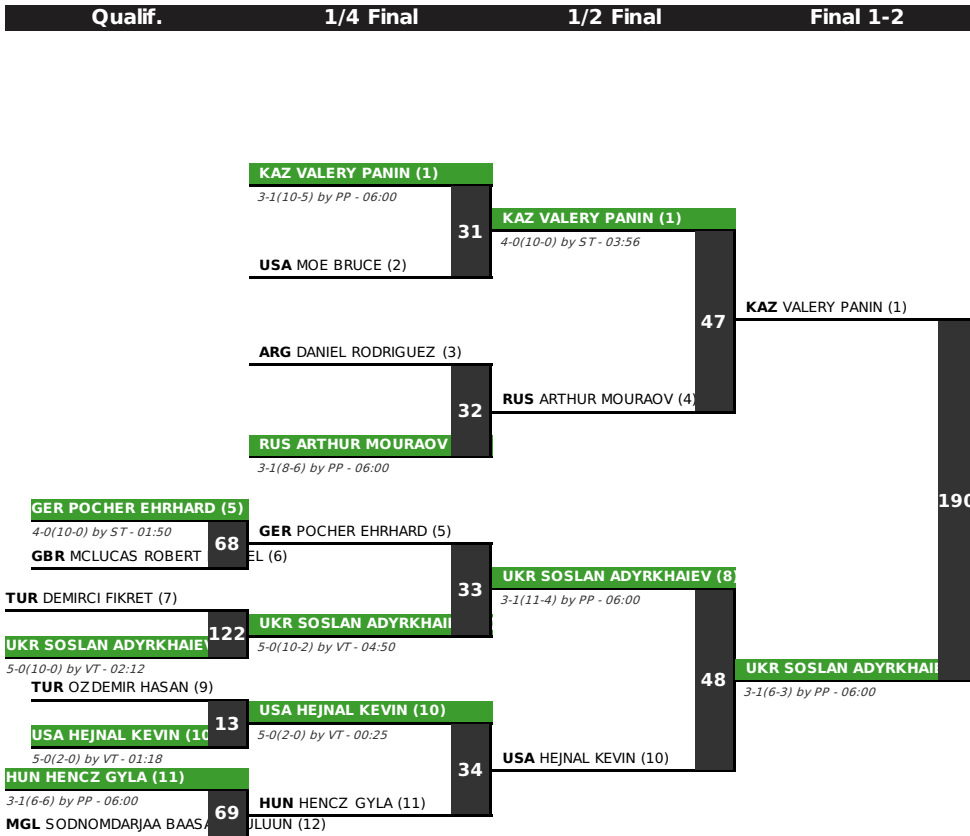 Qualif. 1/4 Final 1/2 Final Final 1-2
KAZ VALERY PANIN (1)
3-1(10-5) by PP - 06:00
31
USA MOE BRUCE (2)
ARG DANIEL RODRIGUEZ (3)
32
RUS ARTHUR MOURAOV
3-1(8-6) by PP - 06:00
GER POCHER EHRHARD (5)
4-0(10-0) by ST - 01:50
68
GBR MCLUCAS ROBERT EL (6)
TUR DEMIRCI FIKRET (7)
122
UKR SOSLAN ADYRKHAIEV
5-0(10-0) by VT - 02:12
TUR OZDEMIR HASAN (9)
13
USA HEJNAL KEVIN (10
5-0(2-0) by VT - 01:18
HUN HENCZ GYLA (11)
3-1(6-6) by PP - 06:00
69
MGL SODNOMDARJAA BAASA ULUUN (12)
GER POCHER EHRHARD (5)
33
UKR SOSLAN ADYRKHAI
5-0(10-2) by VT - 04:50
USA HEJNAL KEVIN (10)
5-0(2-0) by VT - 00:25
34
HUN HENCZ GYLA (11)
KAZ VALERY PANIN (1)
4-0(10-0) by ST - 03:56
47
RUS ARTHUR MOURAOV (4)
UKR SOSLAN ADYRKHAIEV (8)
3-1(11-4) by PP - 06:00
48
USA HEJNAL KEVIN (10)
KAZ VALERY PANIN (1)
190
UKR SOSLAN ADYRKHAI
3-1(6-3) by PP - 06:00